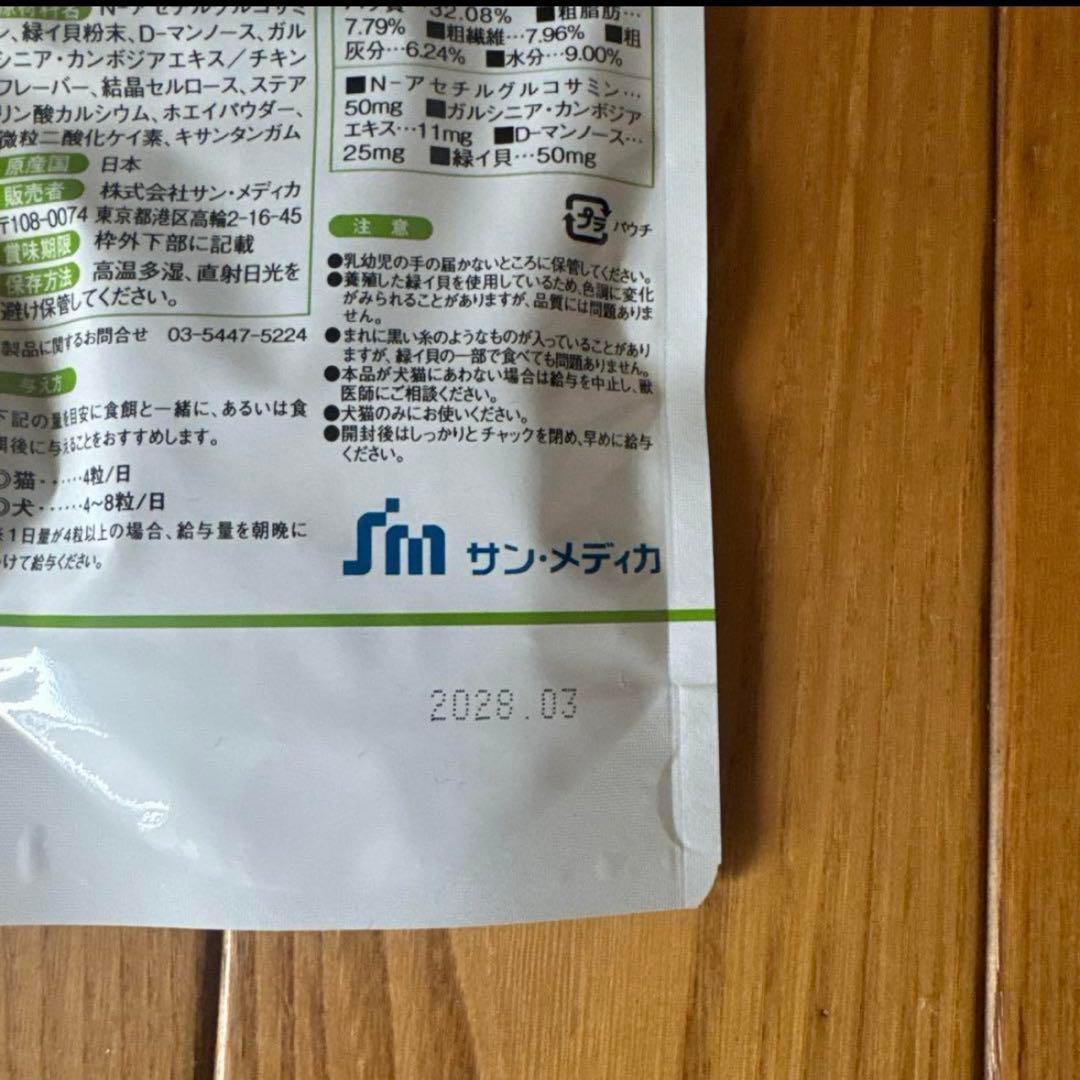 原材料名 N-アセチルグルコサミ
ン、緑イ貝粉末、D-マンノース、ガル
シニア・カンボジアエキス／チキン
フレーバー、結晶セルロース、ステア
リン酸カルシウム、ホエイパウダー、
微粒二酸化ケイ素、キサンタンガム
原産国 日本
販売者 株式会社サン・メディカ
〒108-0074 東京都港区高輪2-16-45
賞味期限 枠外下部に記載
保存方法 高温多湿、直射日光を
避け保管してください。
製品に関するお問合せ 03-5447-5224
与え方
下記の量を目安に食餌と一緒に、あるいは食
餌後に与えることをおすすめします。
◎猫……4粒/日
◎犬……4~8粒/日
※1日量が4粒以上の場合、給与量を朝晩に
けて給与ください。
32.08% ■粗脂肪…
7.79% ■粗繊維…7.96% ■粗
灰分…6.24% ■水分…9.00%
■N-アセチルグルコサミン…
50mg ■ガルシニア・カンボジア
エキス…11mg ■D-マンノース…
25mg ■緑イ貝…50mg
注意
プラ パウチ
●乳幼児の手の届かないところに保管してください。
●養殖した緑イ貝を使用しているため、色調に変化
がみられることがありますが、品質には問題ありま
せん。
●まれに黒い糸のようなものが入っていることがあり
ますが、緑イ貝の一部で食べても問題ありません。
●本品が犬猫にあわない場合は給与を中止し、獣
医師にご相談ください。
●犬猫のみにお使いください。
●開封後はしっかりとチャックを閉め、早めに給与
ください。
Sm サン・メディカ
2028.03